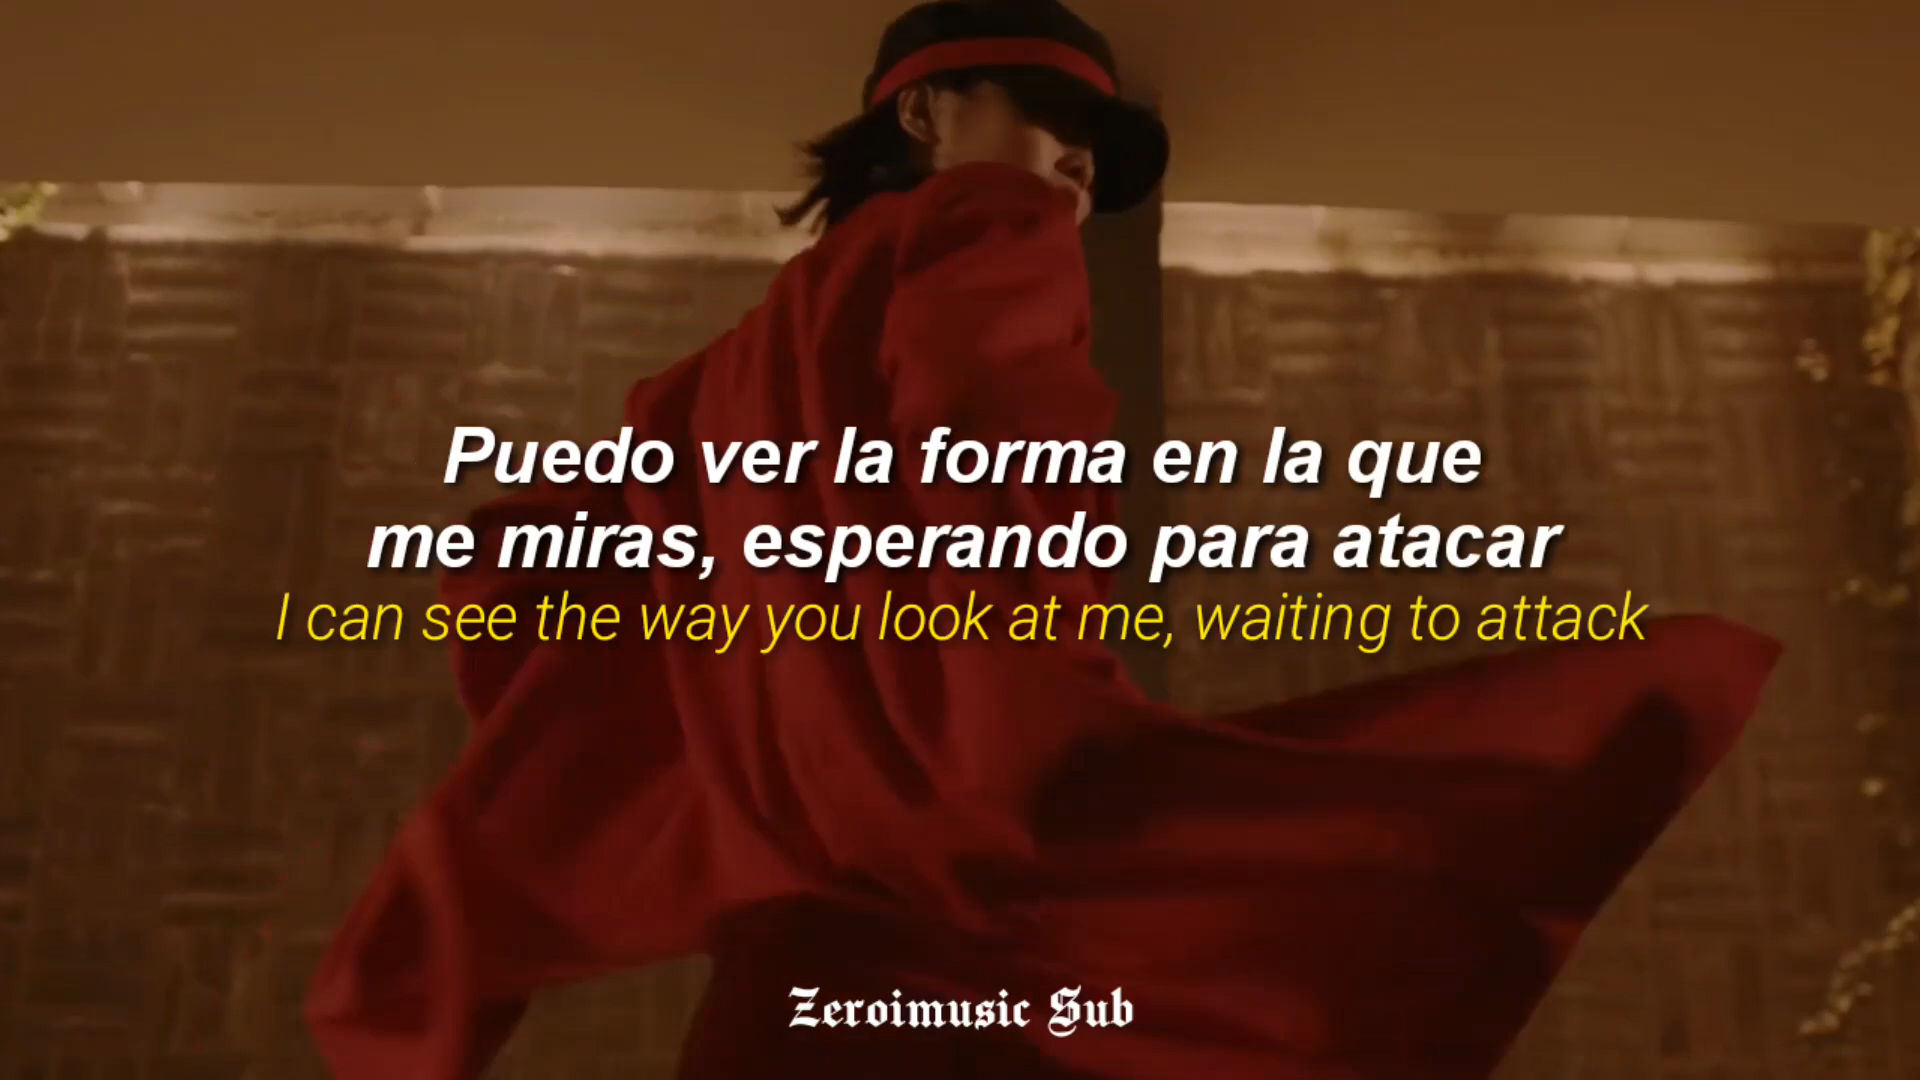 Puedo ver la forma en la que
me miras, esperando para atacar
I can see the way you look at me, waiting to attack
Zeroimusic Sub